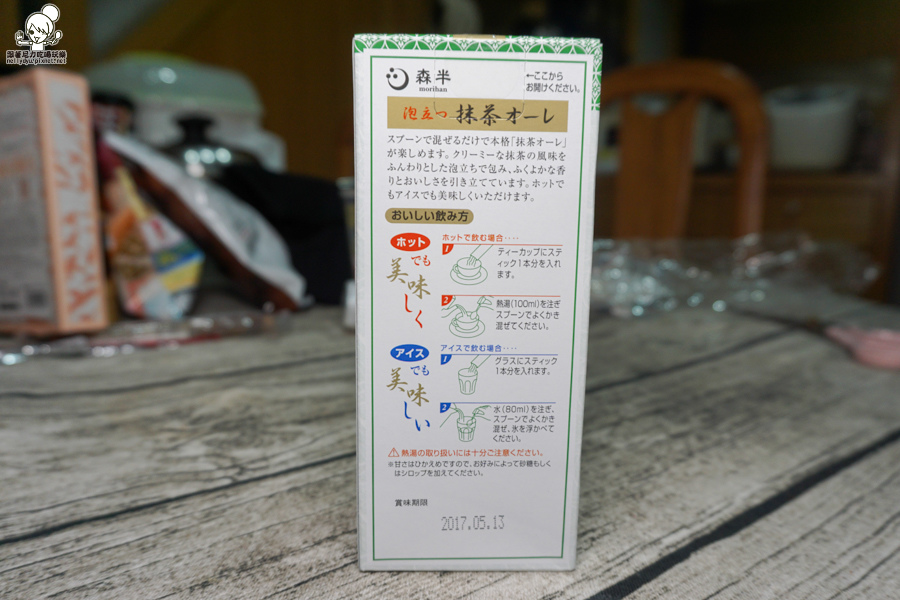 跟著尼力吃喝玩樂
森半
morihan
←ここから
お開けください。
泡立つ 抹茶オーレ
スプーンで混ぜるだけで本格「抹茶オーレ」
が楽しめます。クリーミーな抹茶の風味を
ふんわりとした泡立ちで包み、ふくよかな香
りとおいしさを引き立てています。ホットで
もアイスでも美味しくいただけます。
おいしい飲み方
ホット
でも
美味しく
ホットで飲む場合‥‥
1
ティーカップにステ
ィック1本分を入れ
ます。
2
熱湯(100ml)を注ぎ
スプーンでよくかき
混ぜてください。
アイス
でも
美味しい
アイスで飲む場合‥‥
1
グラスにスティック
1本分を入れます。
2
水(80ml)を注ぎ、
スプーンでよくかき
混ぜ、氷を浮かべて
ください。
⚠熱湯の取り扱いには十分ご注意ください。
※甘さはひかえめですので、お好みによって砂糖もしく
はシロップを加えてください。
賞味期限
2017.05.13